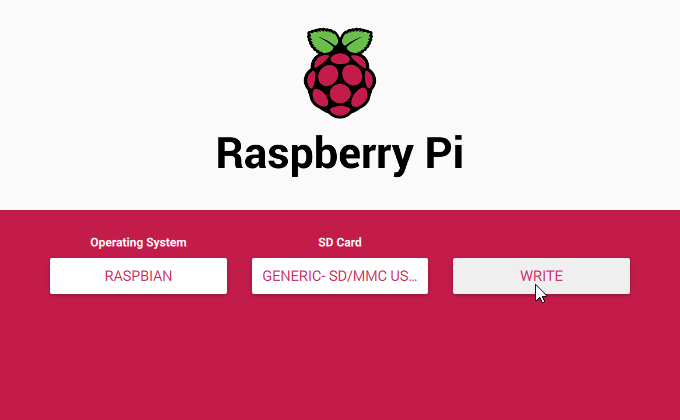 Raspberry Pi
Operating System
SD Card
RASPBIAN
GENERIC- SD/MMC US...
WRITE